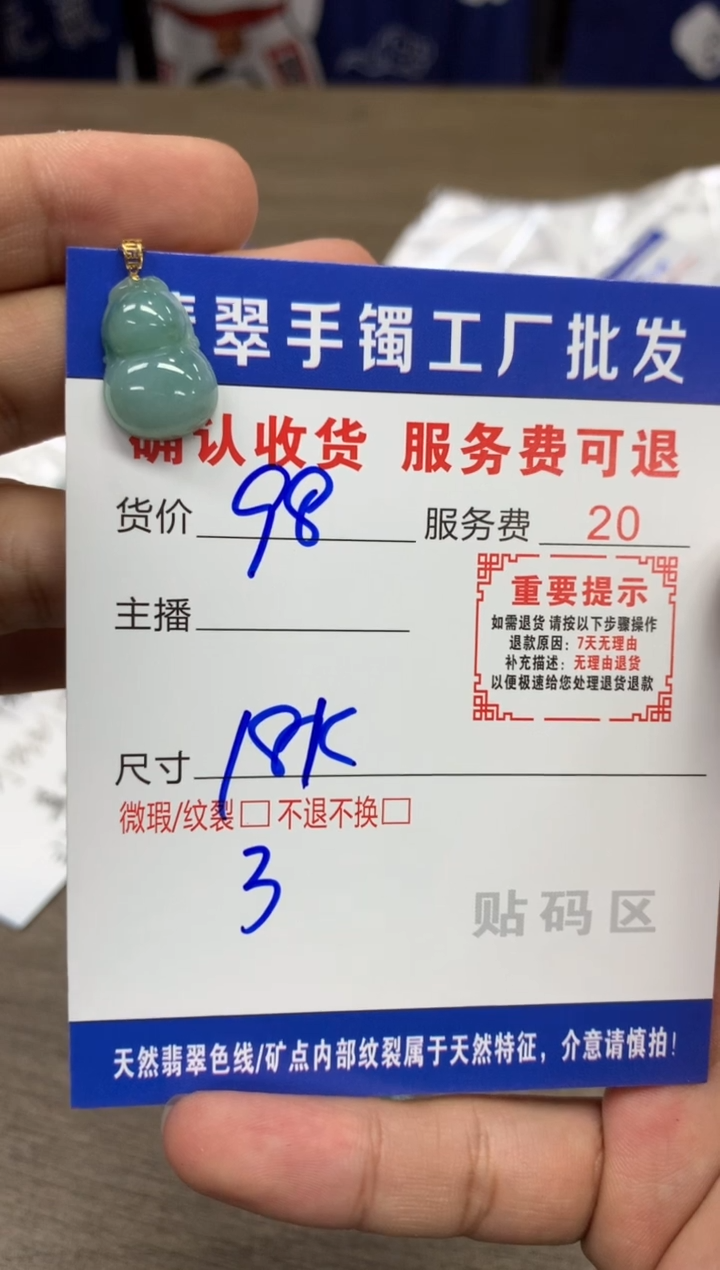 翠手镯工厂批发
确认收货 服务费可退
货价 98 服务费 20
主播
重要提示
如需退货 请按以下步骤操作
退款原因：7天无理由
补充描述：无理由退货
以便极速给您处理退货退款
尺寸 18K
微瑕/纹裂□ 不退不换□
3
贴码区
天然翡翠色线/矿点内部纹裂属于天然特征，介意请慎拍！